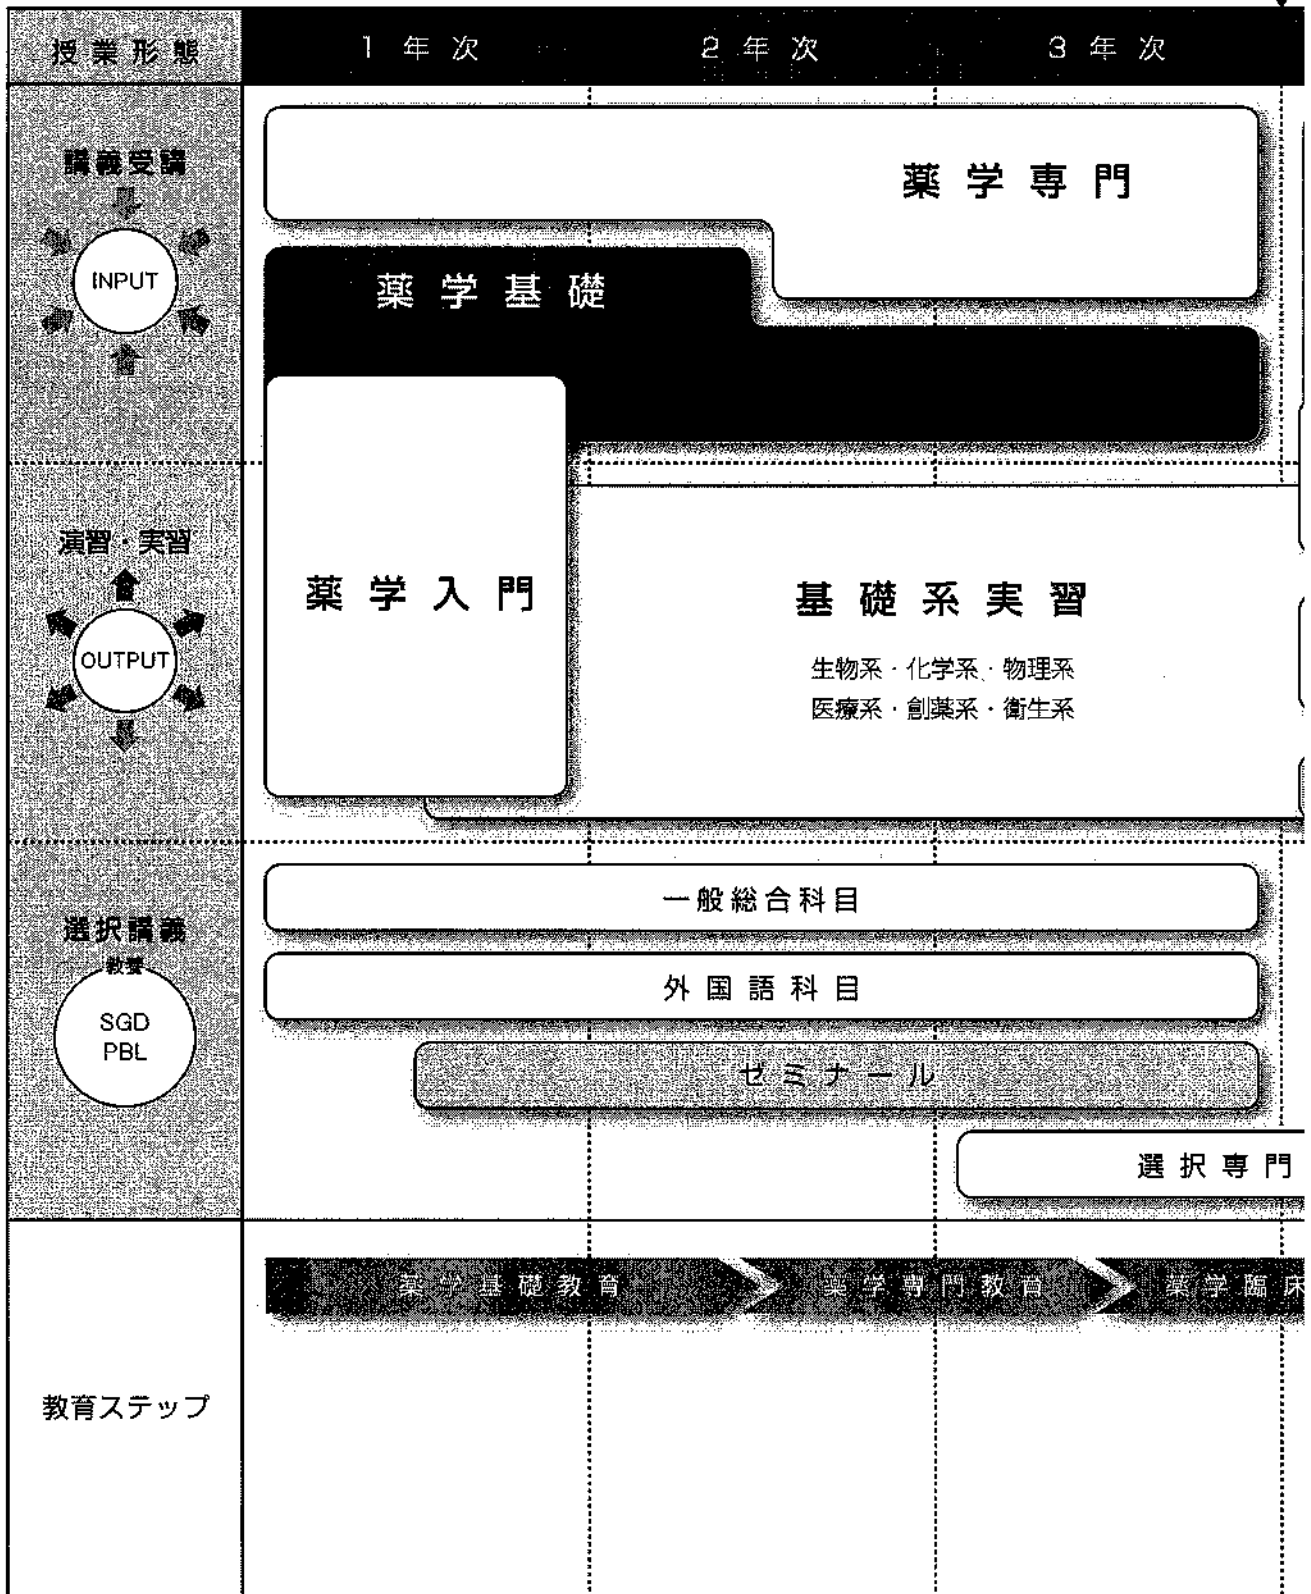 授業形態
1年次
2年次
3年次
講義受講
INPUT
薬学専門
薬学基礎
演習・実習
OUTPUT
薬学入門
基礎系実習
生物系・化学系・物理系
医療系・創薬系・衛生系
選択講義
教養
SGD
PBL
一般総合科目
外国語科目
ゼミナール
選択専門
教育ステップ
薬学基礎教育
薬学専門教育
薬学臨床